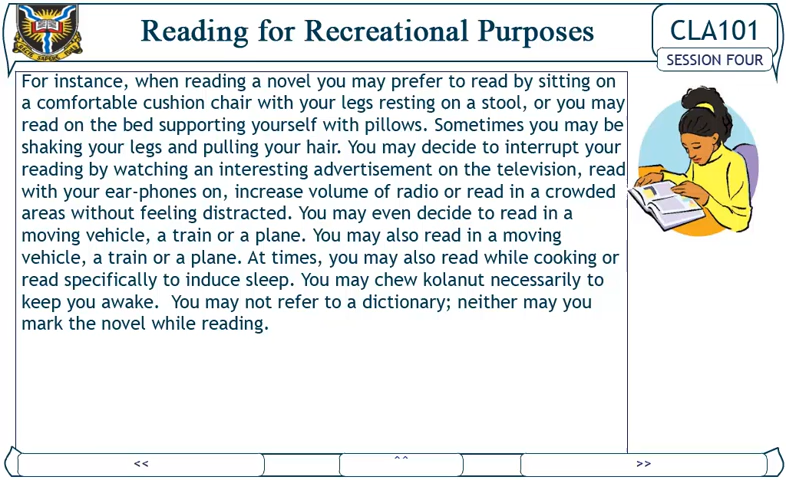 Reading for Recreational Purposes
CLA101
SESSION FOUR
For instance, when reading a novel you may prefer to read by sitting on
a comfortable cushion chair with your legs resting on a stool, or you may
read on the bed supporting yourself with pillows. Sometimes you may be
shaking your legs and pulling your hair. You may decide to interrupt your
reading by watching an interesting advertisement on the television, read
with your ear-phones on, increase volume of radio or read in a crowded
areas without feeling distracted. You may even decide to read in a
moving vehicle, a train or a plane. You may also read in a moving
vehicle, a train or a plane. At times, you may also read while cooking or
read specifically to induce sleep. You may chew kolanut necessarily to
keep you awake.  You may not refer to a dictionary; neither may you
mark the novel while reading.
<< ^^ >>